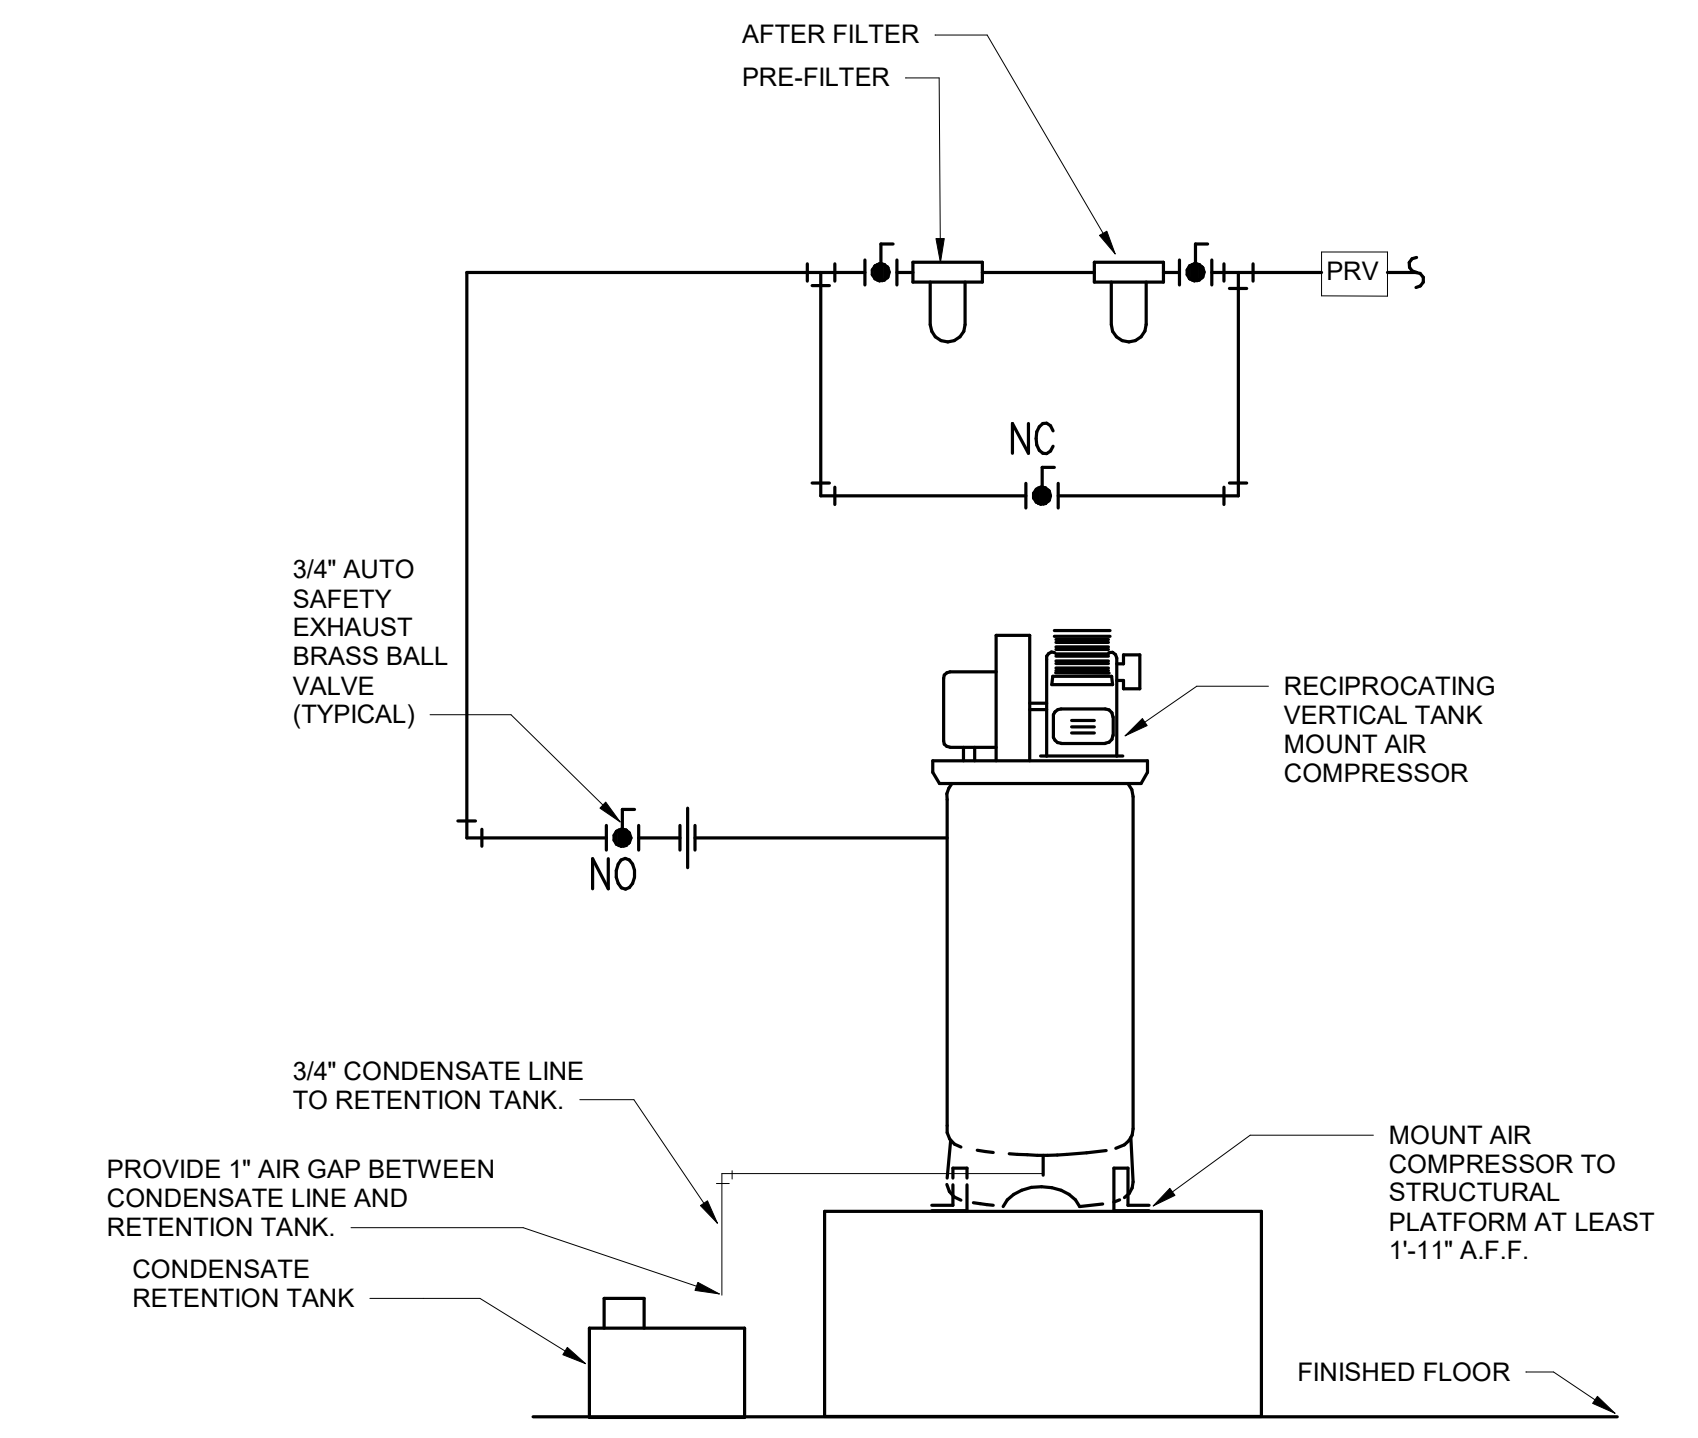 AFTER FILTER
PRE-FILTER
PRV
NC
3/4" AUTO
SAFETY
EXHAUST
BRASS BALL
VALVE
(TYPICAL)
NO
RECIPROCATING
VERTICAL TANK
MOUNT AIR
COMPRESSOR
3/4" CONDENSATE LINE
TO RETENTION TANK.
PROVIDE 1" AIR GAP BETWEEN
CONDENSATE LINE AND
RETENTION TANK.
CONDENSATE
RETENTION TANK
MOUNT AIR
COMPRESSOR TO
STRUCTURAL
PLATFORM AT LEAST
1'-11" A.F.F.
FINISHED FLOOR